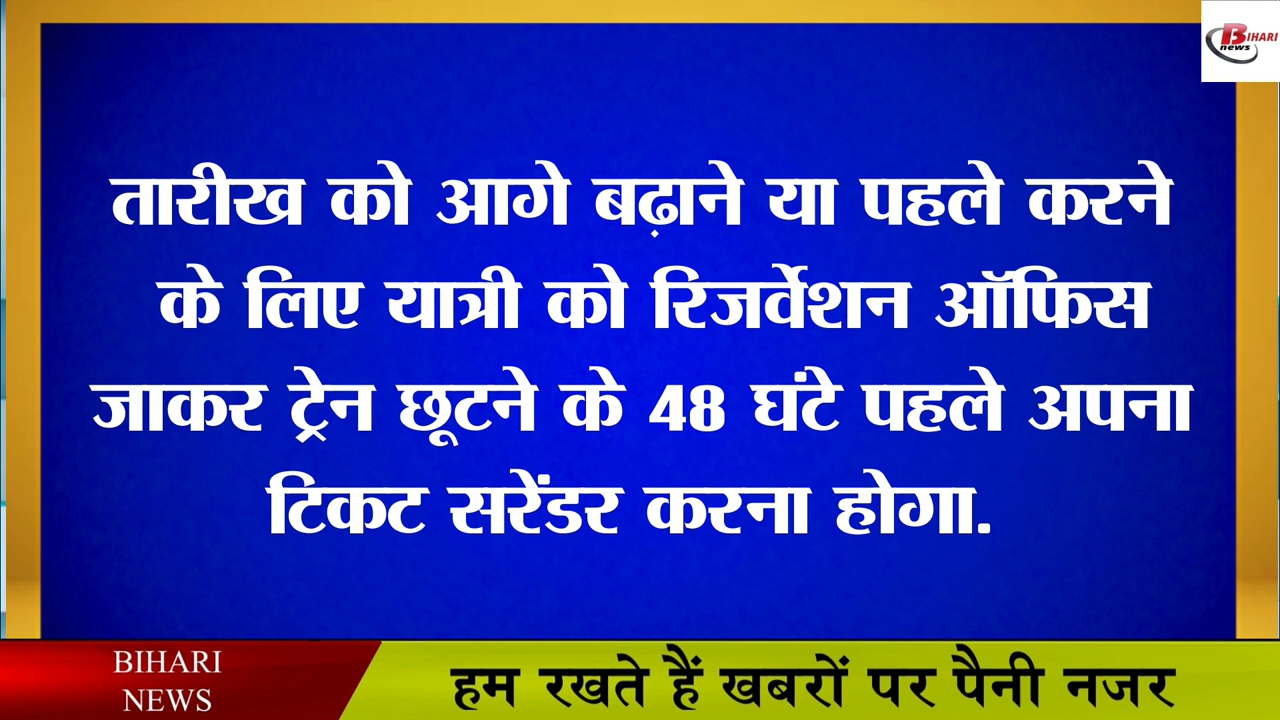 BIHARI
news
तारीख को आगे बढ़ाने या पहले करने
के लिए यात्री को रिजर्वेशन ऑफिस
जाकर ट्रेन छूटने के 48 घंटे पहले अपना
टिकट सरेंडर करना होगा.
BIHARI
NEWS
हम रखते हैं खबरों पर पैनी नजर